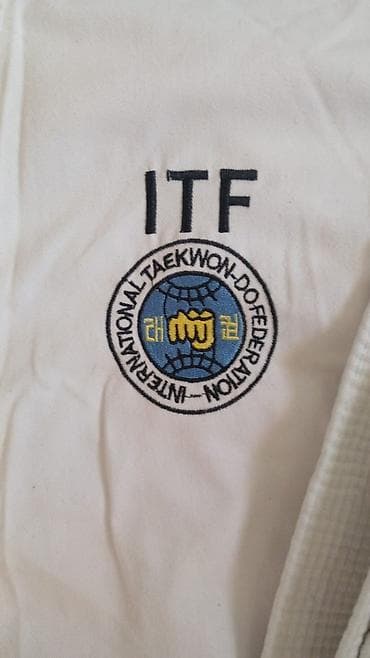 ITF
INTERNATIONAL TAEKWON-DO FEDERATION
태 권